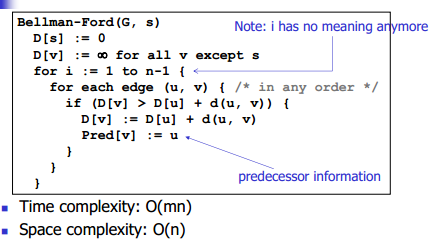 Bellman-Ford(G, s)
Note: i has no meaning anymore
D[s] := 0
D[v] := ∞ for all v except s
for i := 1 to n-1 {
for each edge (u, v) { /* in any order */
if (D[v] > D[u] + d(u, v)) {
D[v] := D[u] + d(u, v)
Pred[v] := u
}
}
predecessor information
}
Time complexity: O(mn)
Space complexity: O(n)